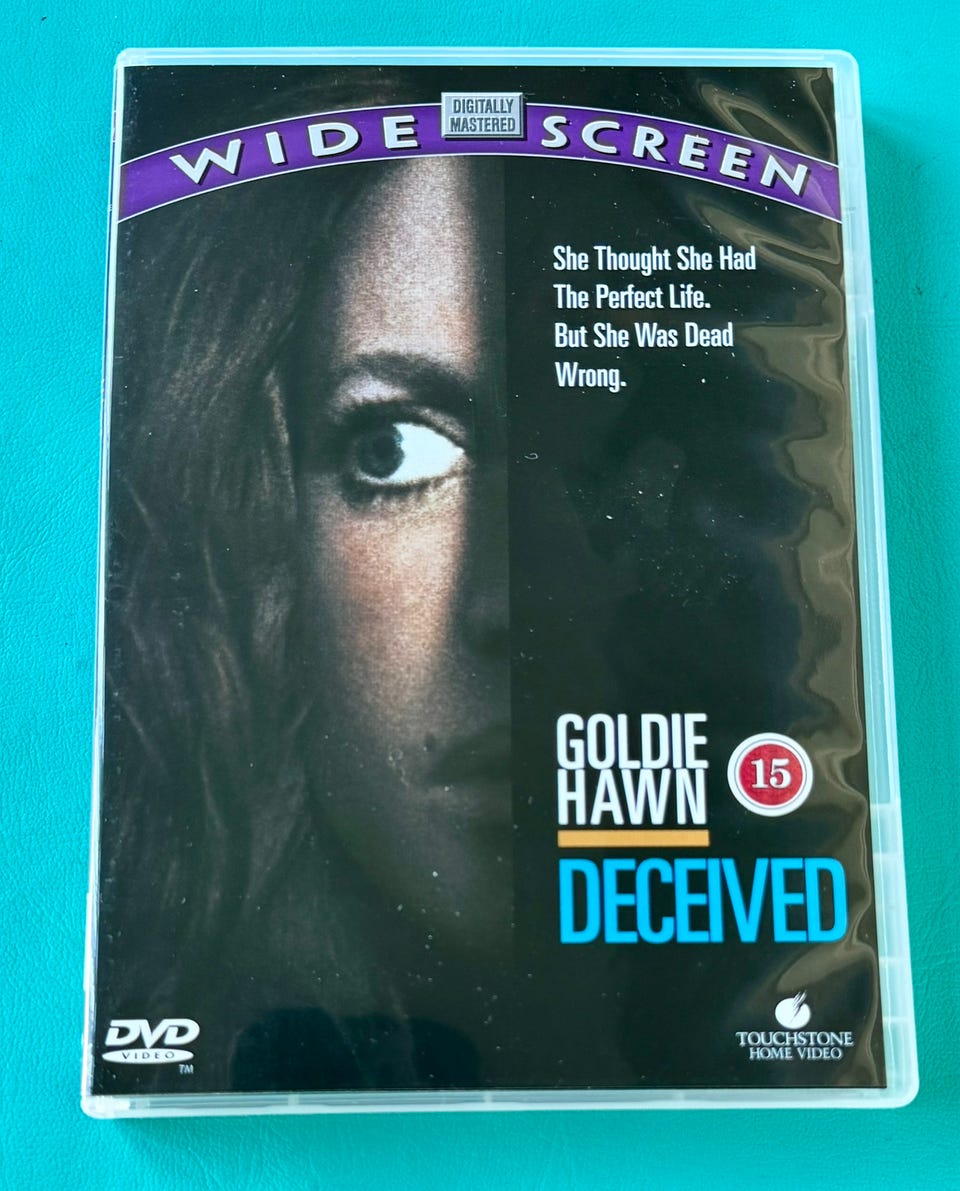 WIDE SCREEN
DIGITALLY
MASTERED
She Thought She Had
The Perfect Life.
But She Was Dead
Wrong.
GOLDIE
HAWN
15
DECEIVED
DVD
VIDEO
TM
TOUCHSTONE
HOME VIDEO